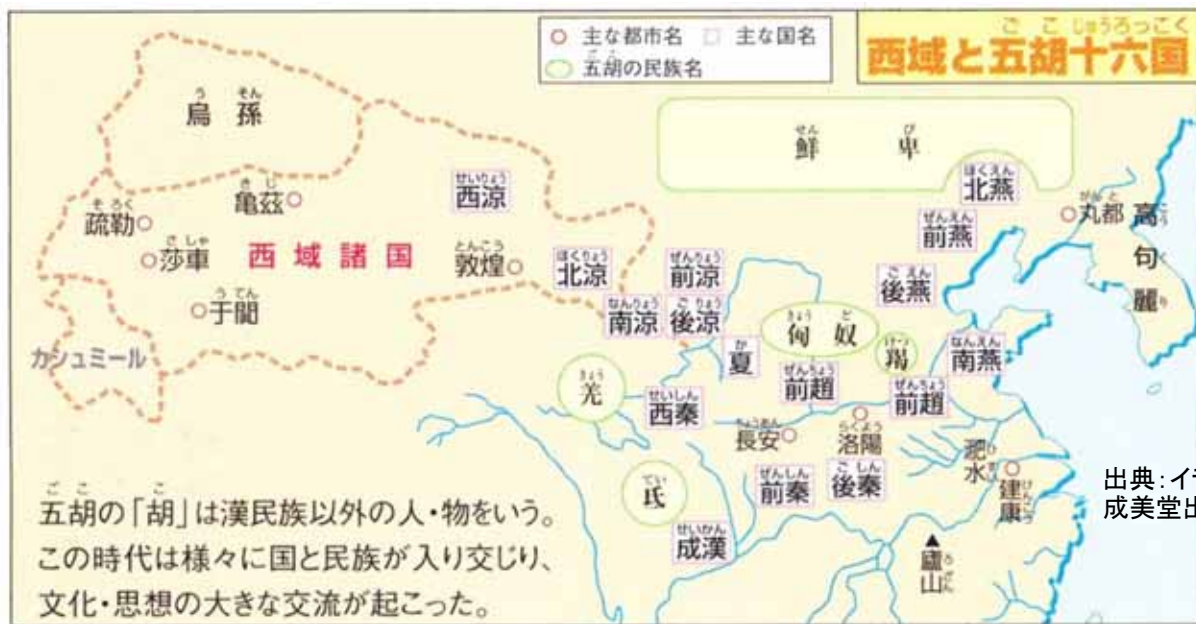 ごこじゅうろっこく
西域と五胡十六国
主な都市名 主な国名
ごこ
五胡の民族名
うそん
烏孫
せんぴ
鮮卑
せいりょう
西涼
ほくえん
北燕
きじ
亀茲
そろく
疏勒
さしゃ
莎車
西域諸国
とんこう
敦煌
うてん
于闐
カシュミール
ほくりょう
北涼
ぜんりょう
前涼
なんりょう
南涼
ごりょう
後涼
ぜんえん
前燕
ごえん
後燕
がんと
丸都
こうくり
高句麗
きょうど
匈奴
けつ
羯
なんえん
南燕
か
夏
ぜんちょう
前趙
ぜんちょう
前趙
きょう
羌
せいしん
西秦
ちょうあん
長安
らくよう
洛陽
ひすい
淝水
けんこう
建康
てい
氐
ぜんしん
前秦
ごしん
後秦
せいかん
成漢
ろざん
廬山
ごこ こ
五胡の「胡」は漢民族以外の人・物をいう。
この時代は様々に国と民族が入り交じり、
文化・思想の大きな交流が起こった。
出典：イ
成美堂出